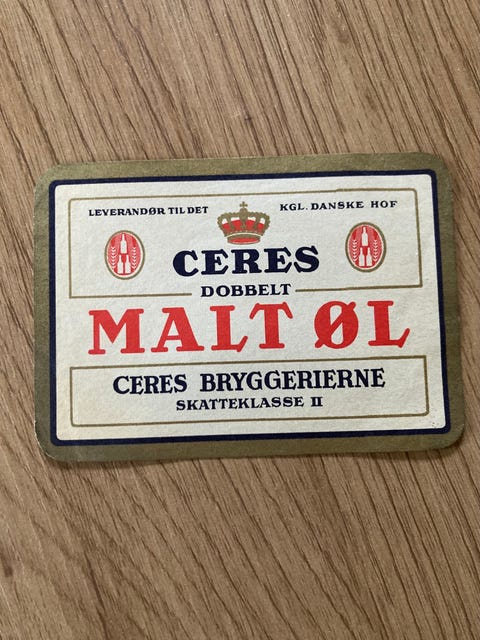 LEVERANDØR TIL DET KGL. DANSKE HOF
CERES
DOBBELT
MALT ØL
CERES BRYGGERIERNE
SKATTEKLASSE II